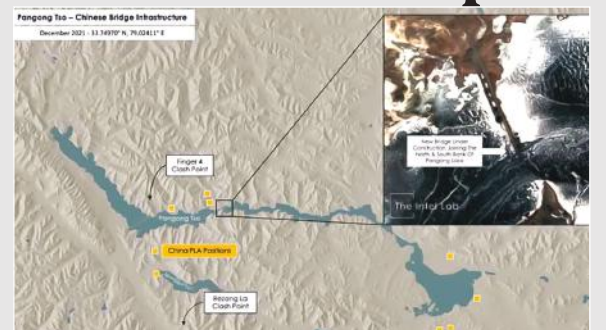 Pangong Tso – Chinese Bridge Infrastructure
December 2021 - 33.74970° N, 79.02411° E
New Bridge Under
Construction Joining The
North & South Bank Of
Pangong Lake
Finger 4
Clash Point
The Intel Lab
Pangong Tso
China PLA Positions
Rezang La
Clash Point